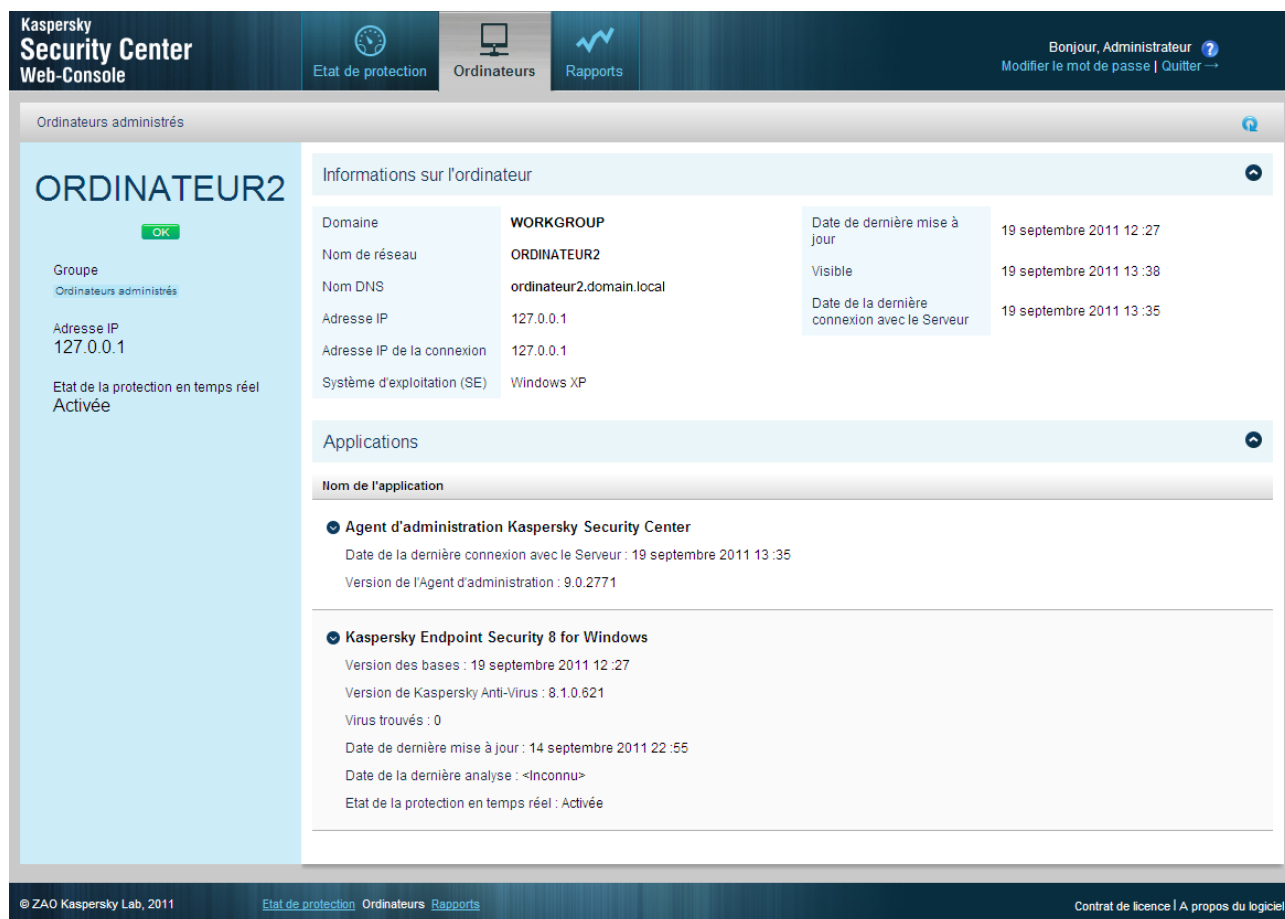 Kaspersky
Security Center
Web-Console
Etat de protection
Ordinateurs
Rapports
Bonjour, Administrateur ?
Modifier le mot de passe | Quitter →
Ordinateurs administrés
ORDINATEUR2
OK
Groupe
Ordinateurs administrés
Adresse IP
127.0.0.1
Etat de la protection en temps réel
Activée
Informations sur l'ordinateur
Domaine WORKGROUP
Nom de réseau ORDINATEUR2
Nom DNS ordinateur2.domain.local
Adresse IP 127.0.0.1
Adresse IP de la connexion 127.0.0.1
Système d'exploitation (SE) Windows XP
Date de dernière mise à
jour 19 septembre 2011 12 :27
Visible 19 septembre 2011 13 :38
Date de la dernière
connexion avec le Serveur 19 septembre 2011 13 :35
Applications
Nom de l'application
Agent d'administration Kaspersky Security Center
Date de la dernière connexion avec le Serveur : 19 septembre 2011 13 :35
Version de l'Agent d'administration : 9.0.2771
Kaspersky Endpoint Security 8 for Windows
Version des bases : 19 septembre 2011 12 :27
Version de Kaspersky Anti-Virus : 8.1.0.621
Virus trouvés : 0
Date de dernière mise à jour : 14 septembre 2011 22 :55
Date de la dernière analyse : <Inconnu>
Etat de la protection en temps réel : Activée
© ZAO Kaspersky Lab, 2011
Etat de protection Ordinateurs Rapports
Contrat de licence | A propos du logiciel